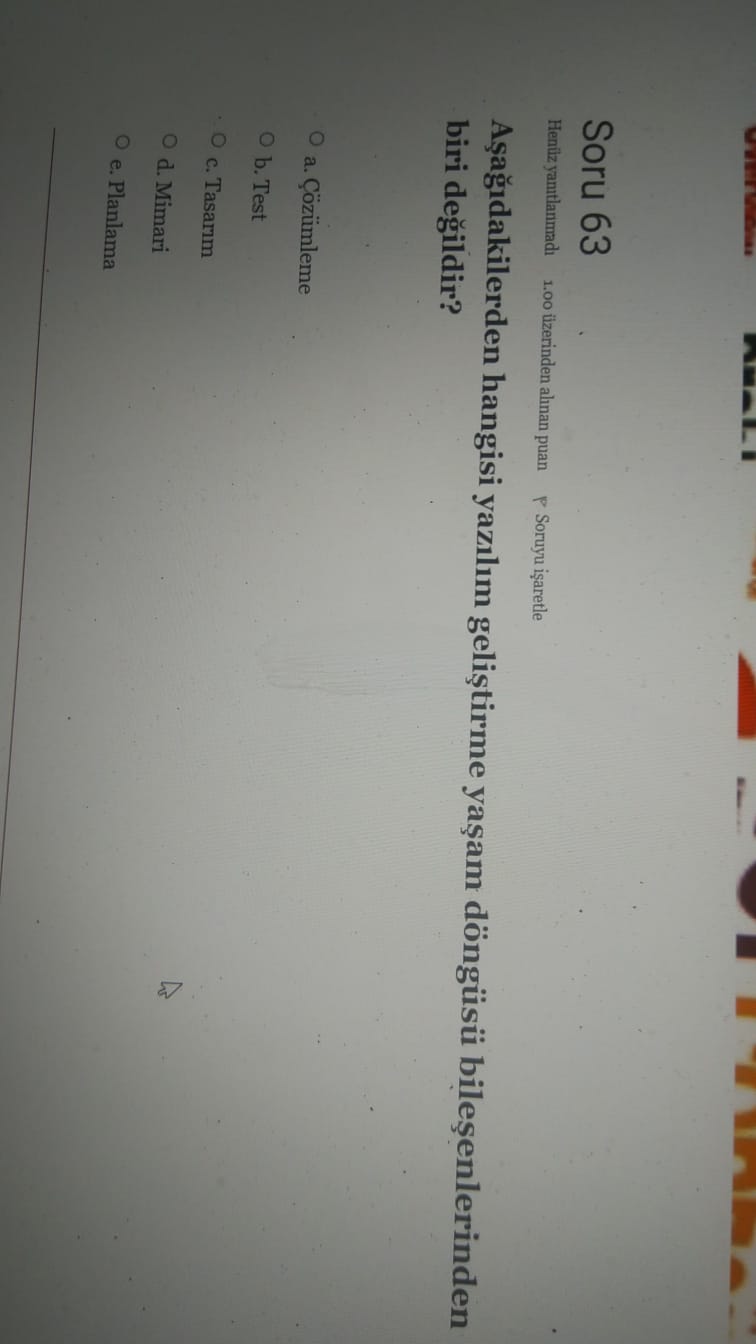 Soru 63
Henüz yanıtlanmadı 1.00 üzerinden alınan puan Soruyu işaretle
Aşağıdakilerden hangisi yazılım geliştirme yaşam döngüsü bileşenlerinden
biri değildir?
a. Çözümleme
b. Test
c. Tasarım
d. Mimari
e. Planlama